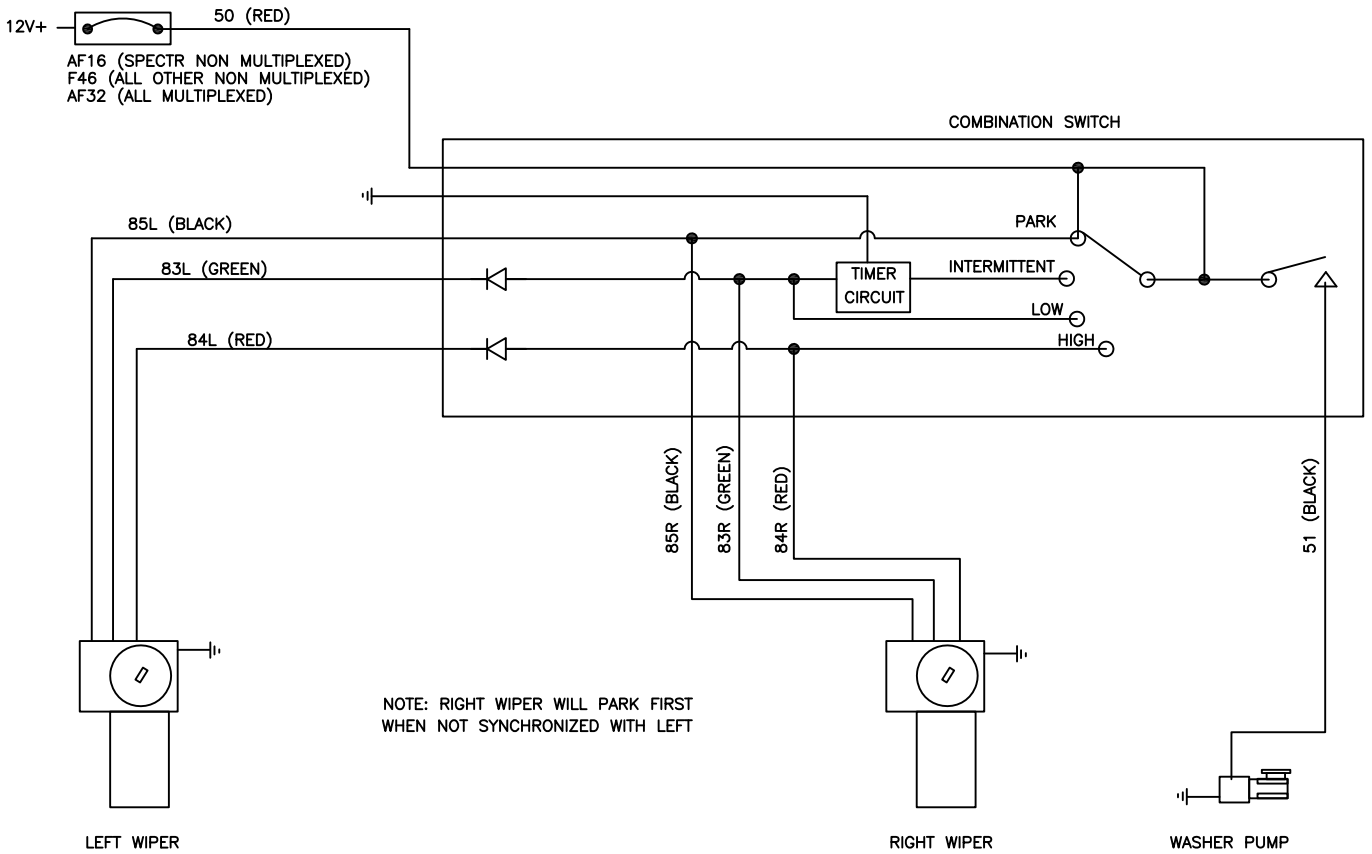 12V+
50 (RED)
AF16 (SPECTR NON MULTIPLEXED)
F46 (ALL OTHER NON MULTIPLEXED)
AF32 (ALL MULTIPLEXED)
COMBINATION SWITCH
85L (BLACK)
PARK
83L (GREEN)
TIMER
CIRCUIT
INTERMITTENT
LOW
84L (RED)
HIGH
85R (BLACK)
83R (GREEN)
84R (RED)
51 (BLACK)
NOTE: RIGHT WIPER WILL PARK FIRST
WHEN NOT SYNCHRONIZED WITH LEFT
LEFT WIPER
RIGHT WIPER
WASHER PUMP